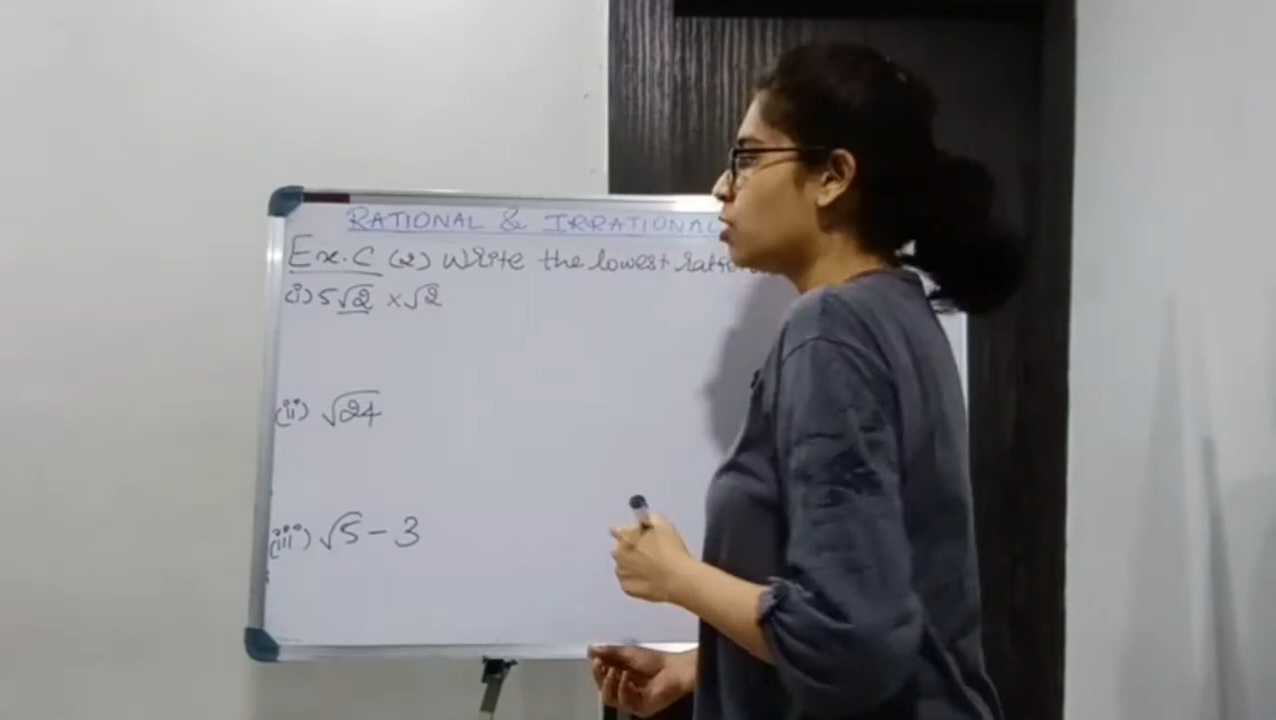 RATIONAL & IRRATIONAL
Ex.C (2) Write the lowest
(i) 5√2 × √2
(ii) √24
(iii) √5 - 3